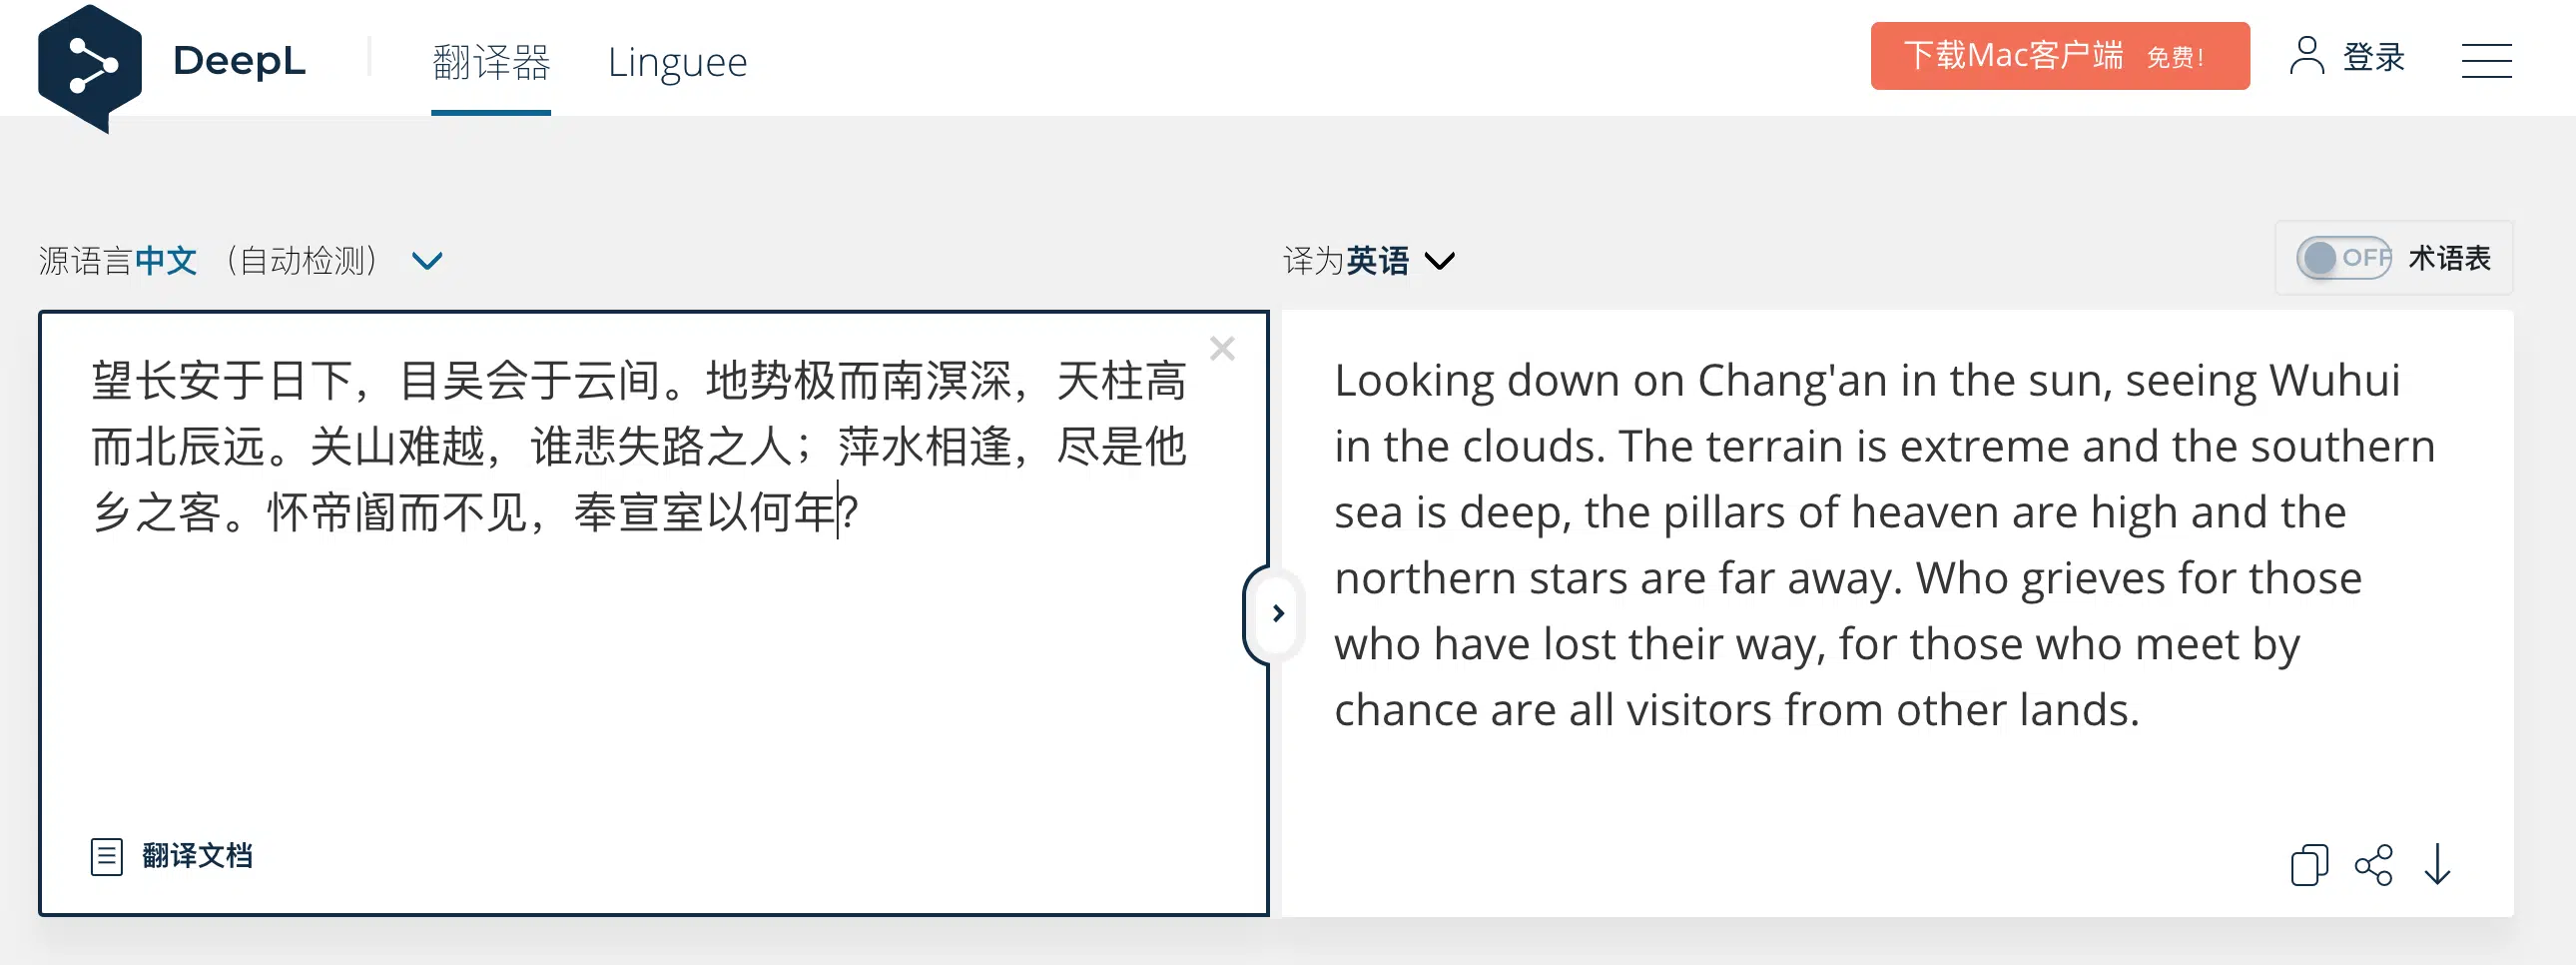 DeepL
翻译器
Linguee
下载Mac客户端 免费！
登录
源语言中文 （自动检测）
译为英语
OFF 术语表
望长安于日下，目吴会于云间。地势极而南溟深，天柱高
而北辰远。关山难越，谁悲失路之人；萍水相逢，尽是他
乡之客。怀帝阍而不见，奉宣室以何年？
翻译文档
Looking down on Chang'an in the sun, seeing Wuhui
in the clouds. The terrain is extreme and the southern
sea is deep, the pillars of heaven are high and the
northern stars are far away. Who grieves for those
who have lost their way, for those who meet by
chance are all visitors from other lands.